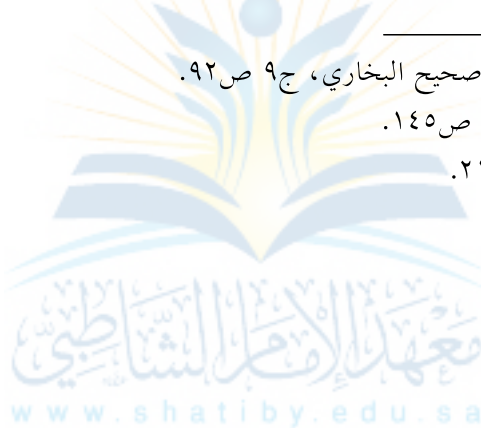 صحيح البخاري، ج٩ ص٩٢.
ص١٤٥.
معهد الإمام الشاطبي
www.shatiby.edu.sa